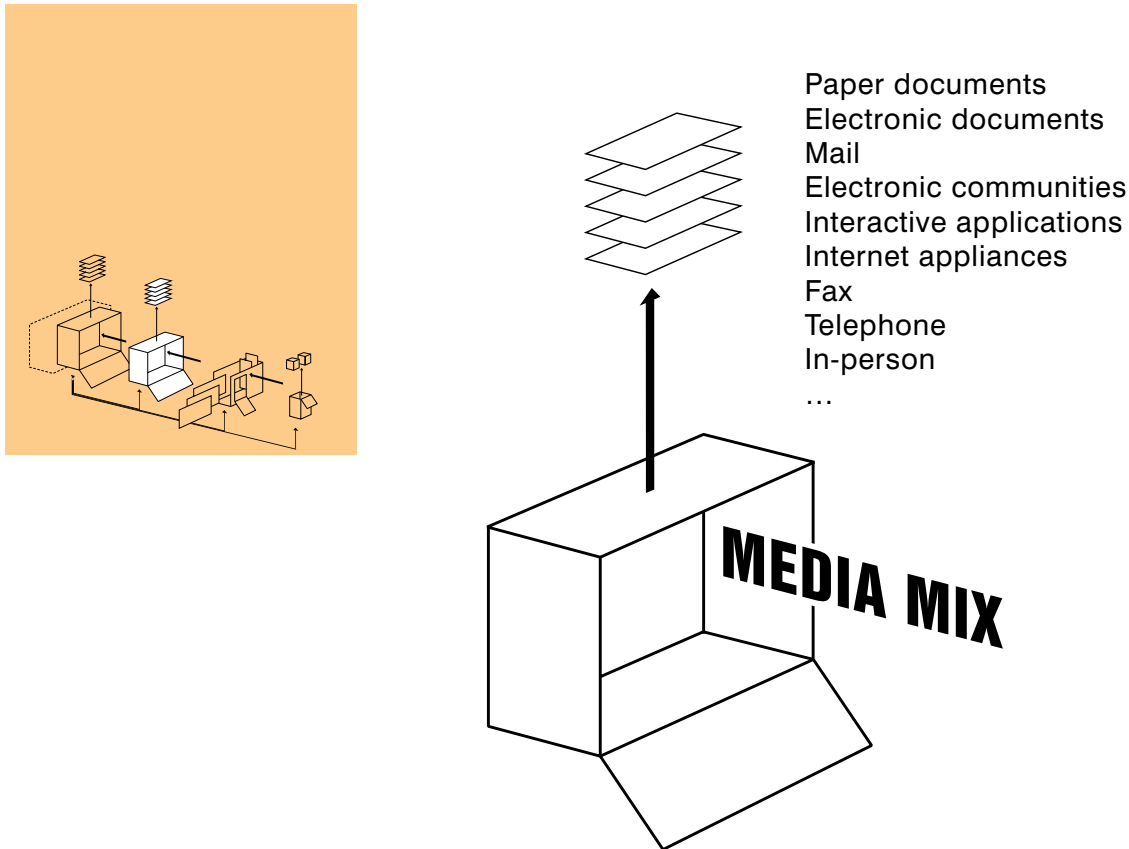 Paper documents
Electronic documents
Mail
Electronic communities
Interactive applications
Internet appliances
Fax
Telephone
In-person
…
MEDIA MIX